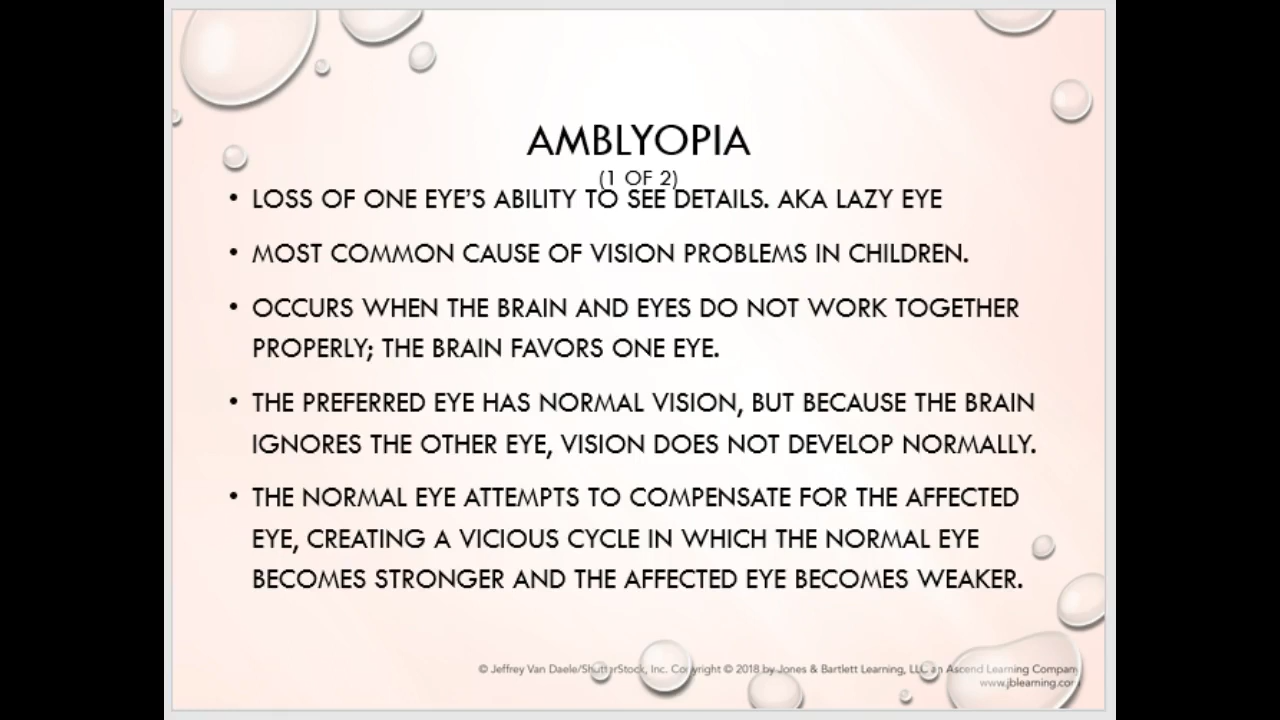 AMBLYOPIA
(1 OF 2)
• LOSS OF ONE EYE'S ABILITY TO SEE DETAILS. AKA LAZY EYE
• MOST COMMON CAUSE OF VISION PROBLEMS IN CHILDREN.
• OCCURS WHEN THE BRAIN AND EYES DO NOT WORK TOGETHER
PROPERLY; THE BRAIN FAVORS ONE EYE.
• THE PREFERRED EYE HAS NORMAL VISION, BUT BECAUSE THE BRAIN
IGNORES THE OTHER EYE, VISION DOES NOT DEVELOP NORMALLY.
• THE NORMAL EYE ATTEMPTS TO COMPENSATE FOR THE AFFECTED
EYE, CREATING A VICIOUS CYCLE IN WHICH THE NORMAL EYE
BECOMES STRONGER AND THE AFFECTED EYE BECOMES WEAKER.
© Jeffrey Van Daele/ShutterStock, Inc. Copyright © 2018 by Jones & Bartlett Learning, LLC an Ascend Learning Company
www.jblearning.com